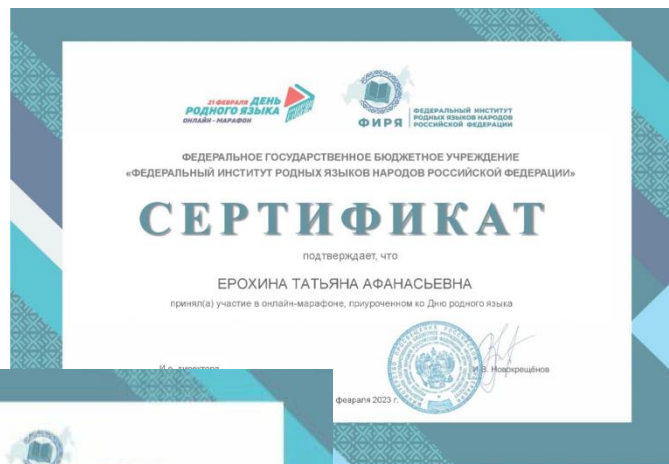 21 ФЕВРАЛЯ ДЕНЬ
РОДНОГО ЯЗЫКА
ОНЛАЙН - МАРАФОН
ФИРЯ
ФЕДЕРАЛЬНЫЙ ИНСТИТУТ
РОДНЫХ ЯЗЫКОВ НАРОДОВ
РОССИЙСКОЙ ФЕДЕРАЦИИ
ФЕДЕРАЛЬНОЕ ГОСУДАРСТВЕННОЕ БЮДЖЕТНОЕ УЧРЕЖДЕНИЕ
«ФЕДЕРАЛЬНЫЙ ИНСТИТУТ РОДНЫХ ЯЗЫКОВ НАРОДОВ РОССИЙСКОЙ ФЕДЕРАЦИИ»
СЕРТИФИКАТ
подтверждает, что
ЕРОХИНА ТАТЬЯНА АФАНАСЬЕВНА
принял(а) участие в онлайн-марафоне, приуроченном ко Дню родного языка
И.о. директора
И.В. Новокрещёнов
февраля 2023 г.